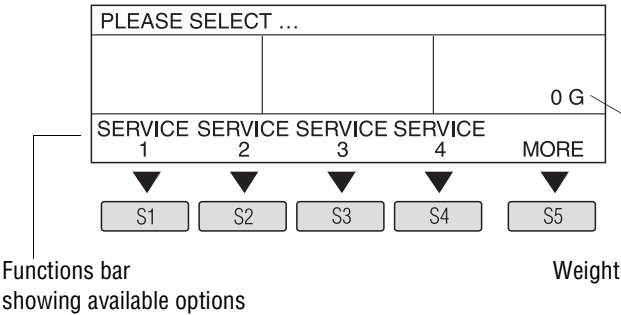 PLEASE SELECT ...
0 G
SERVICE SERVICE SERVICE SERVICE
1 2 3 4 MORE
S1 S2 S3 S4 S5
Functions bar Weight
showing available options